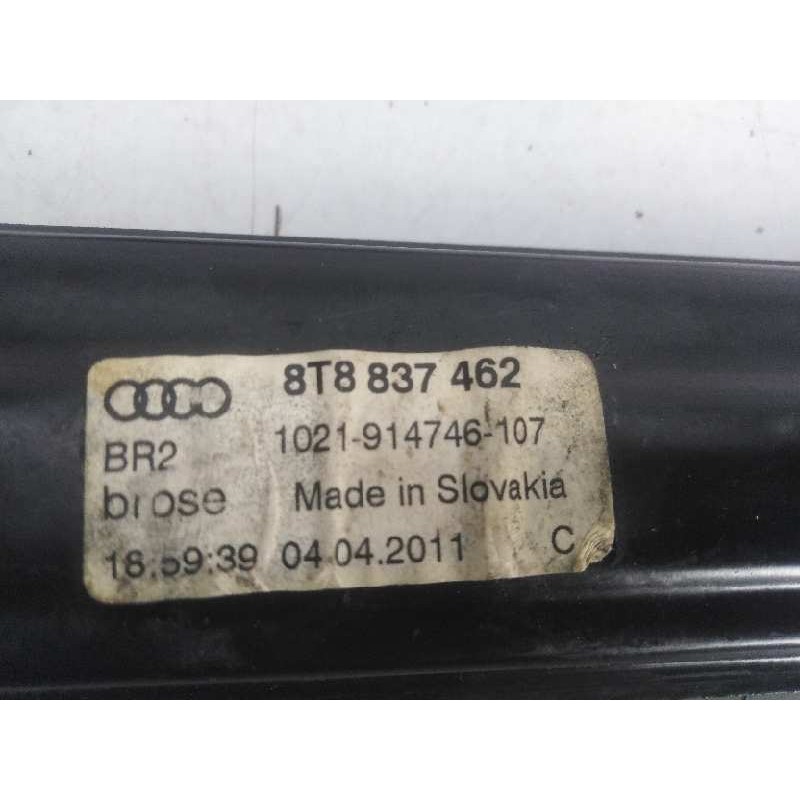 8T8 837 462
BR2 1021-914746-107
brose Made in Slovakia
18:59:39 04.04.2011 C